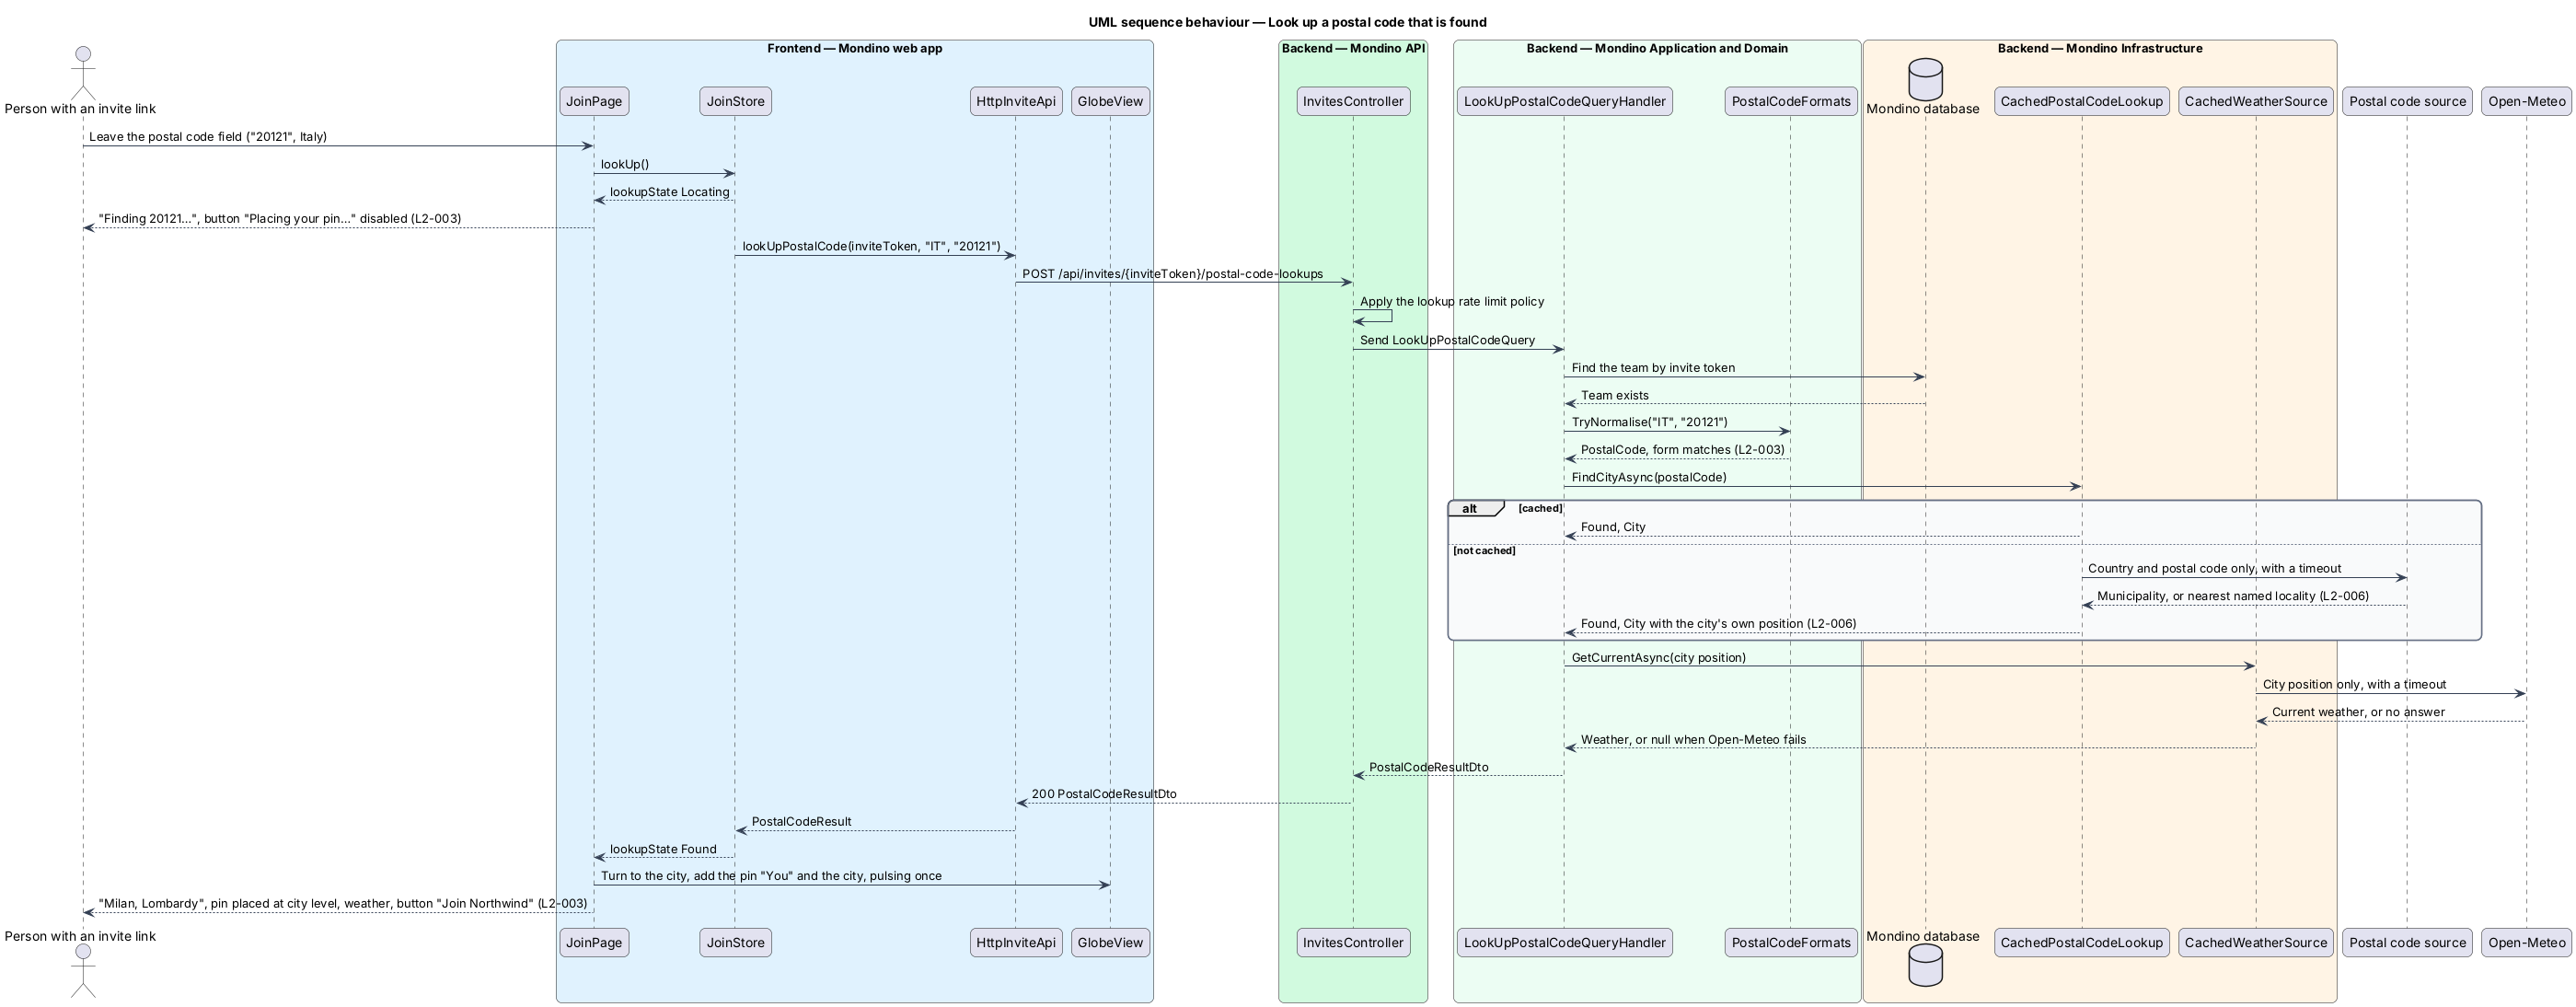 UML sequence behaviour — Look up a postal code that is found
Frontend — Mondino web app
Backend — Mondino API
Backend — Mondino Application and Domain
Backend — Mondino Infrastructure
Person with an invite link
JoinPage
JoinStore
HttpInviteApi
GlobeView
InvitesController
LookUpPostalCodeQueryHandler
PostalCodeFormats
Mondino database
CachedPostalCodeLookup
CachedWeatherSource
Postal code source
Open-Meteo
Leave the postal code field ("20121", Italy)
lookUp()
lookupState Locating
"Finding 20121…", button "Placing your pin…" disabled (L2-003)
lookUpPostalCode(inviteToken, "IT", "20121")
POST /api/invites/{inviteToken}/postal-code-lookups
Apply the lookup rate limit policy
Send LookUpPostalCodeQuery
Find the team by invite token
Team exists
TryNormalise("IT", "20121")
PostalCode, form matches (L2-003)
FindCityAsync(postalCode)
alt
[cached]
Found, City
[not cached]
Country and postal code only, with a timeout
Municipality, or nearest named locality (L2-006)
Found, City with the city's own position (L2-006)
GetCurrentAsync(city position)
City position only, with a timeout
Current weather, or no answer
Weather, or null when Open-Meteo fails
PostalCodeResultDto
200 PostalCodeResultDto
PostalCodeResult
lookupState Found
Turn to the city, add the pin "You" and the city, pulsing once
"Milan, Lombardy", pin placed at city level, weather, button "Join Northwind" (L2-003)
Person with an invite link
JoinPage
JoinStore
HttpInviteApi
GlobeView
InvitesController
LookUpPostalCodeQueryHandler
PostalCodeFormats
Mondino database
CachedPostalCodeLookup
CachedWeatherSource
Postal code source
Open-Meteo